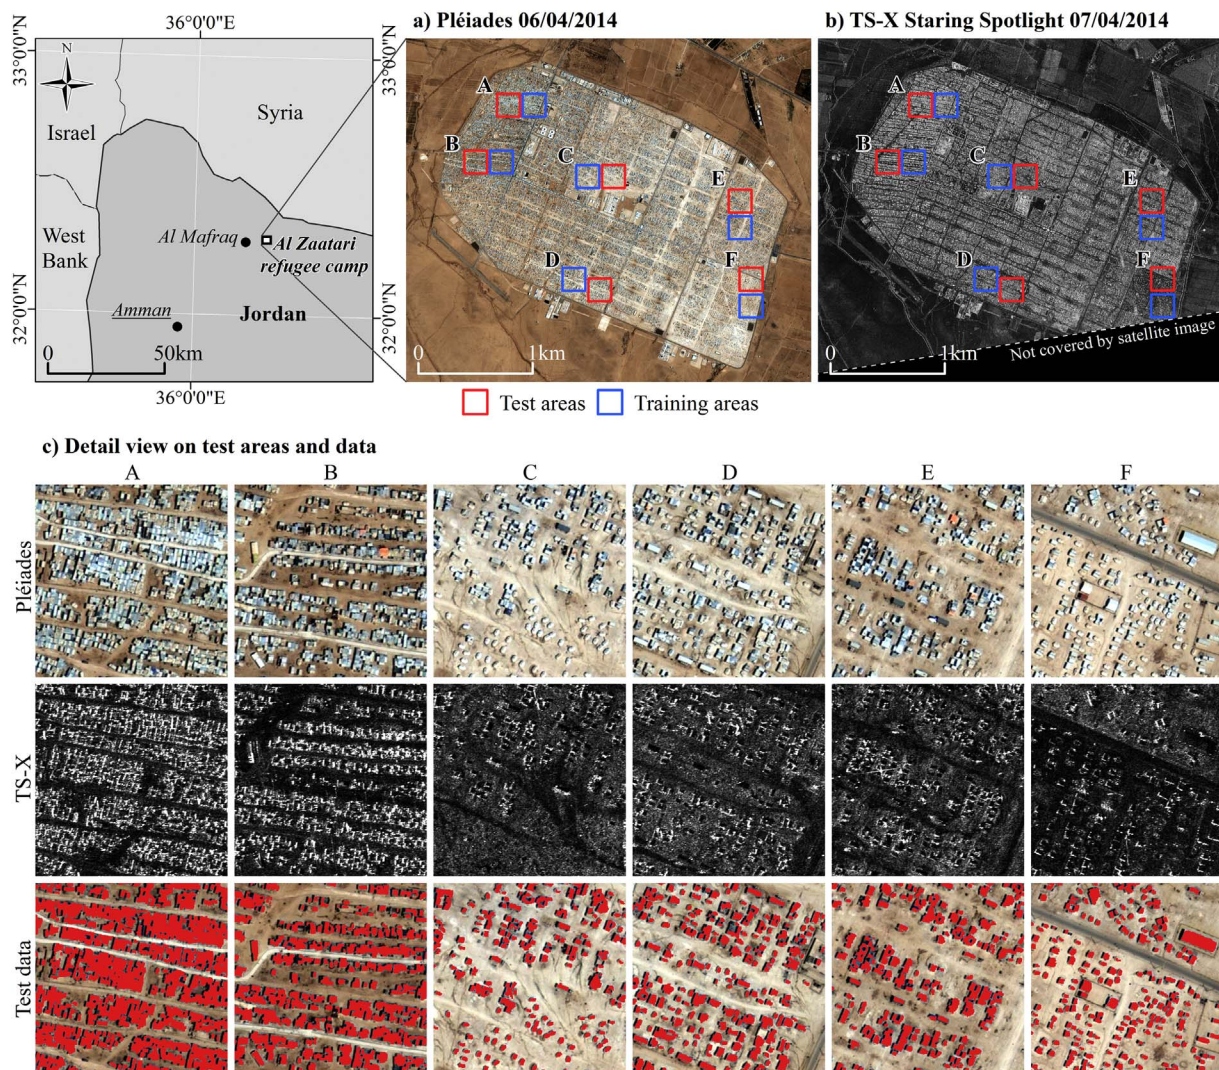 36°0'0"E
a) Pléiades 06/04/2014
b) TS-X Staring Spotlight 07/04/2014
33°0'0"N
N
Israel
Syria
West
Bank
Al Mafraq
Al Zaatari
refugee camp
Amman
Jordan
32°0'0"N
0
50km
36°0'0"E
33°0'0"N
32°0'0"N
A
B
C
D
E
F
0
1km
A
B
C
D
E
F
0
1km
Not covered by satellite image
Test areas
Training areas
c) Detail view on test areas and data
A
B
C
D
E
F
Pléiades
TS-X
Test data